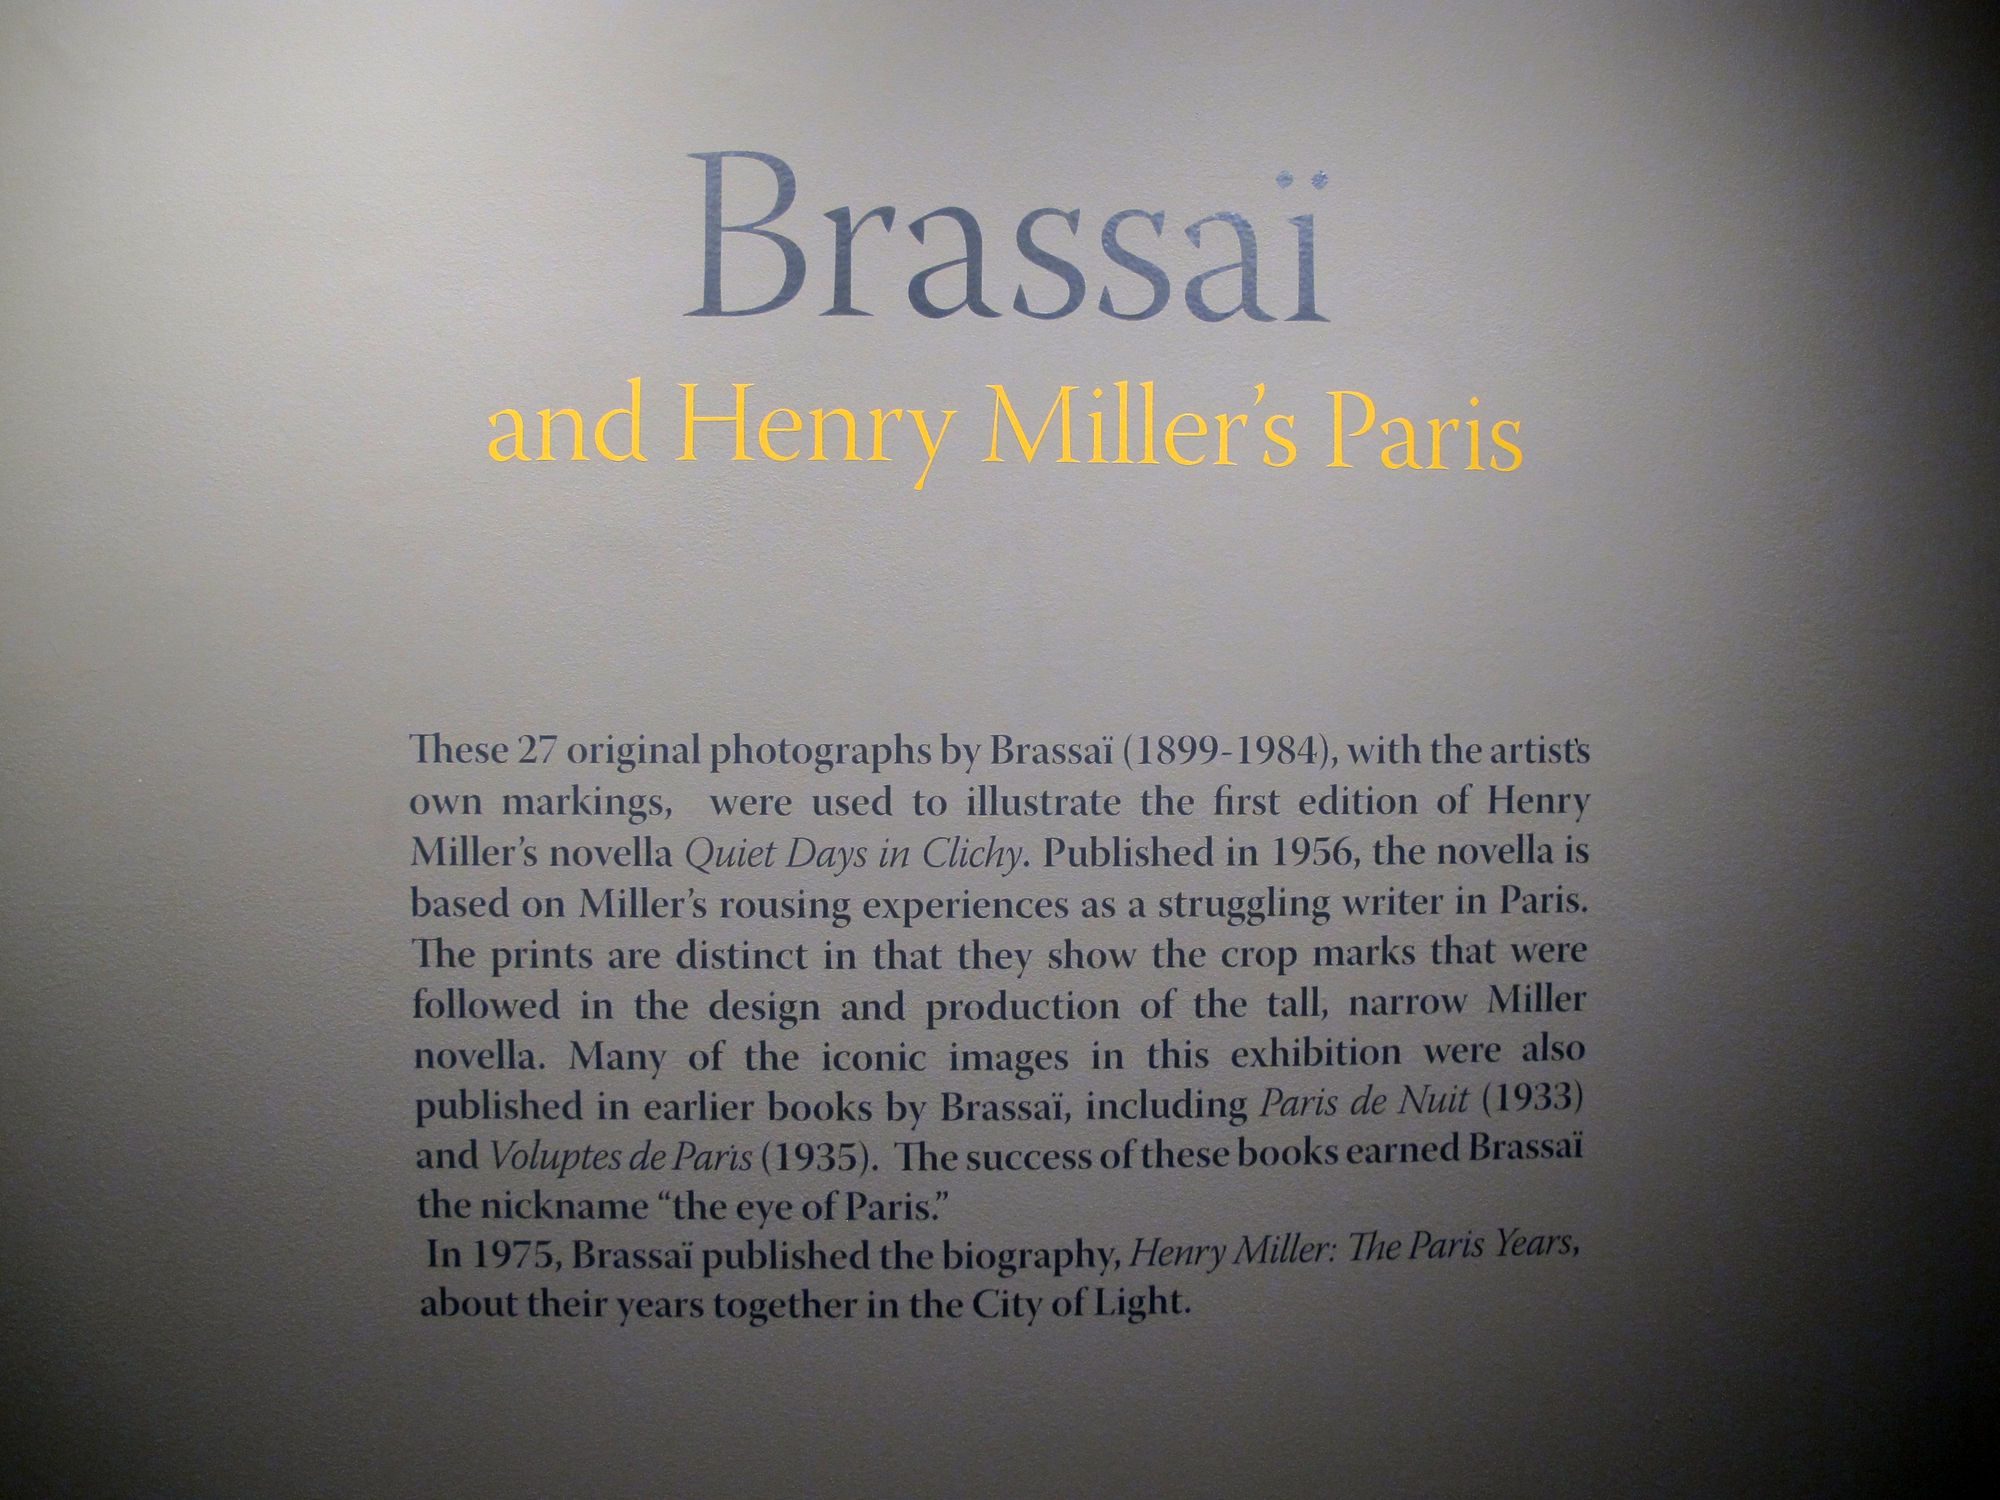 Brassaï
and Henry Miller’s Paris
These 27 original photographs by Brassaï (1899-1984), with the artist’s
own markings,  were used to illustrate the first edition of Henry
Miller’s novella Quiet Days in Clichy. Published in 1956, the novella is
based on Miller’s rousing experiences as a struggling writer in Paris.
The prints are distinct in that they show the crop marks that were
followed in the design and production of the tall, narrow Miller
novella. Many of the iconic images in this exhibition were also
published in earlier books by Brassaï, including Paris de Nuit (1933)
and Voluptes de Paris (1935).  The success of these books earned Brassaï
the nickname “the eye of Paris.”
In 1975, Brassaï published the biography, Henry Miller: The Paris Years,
about their years together in the City of Light.